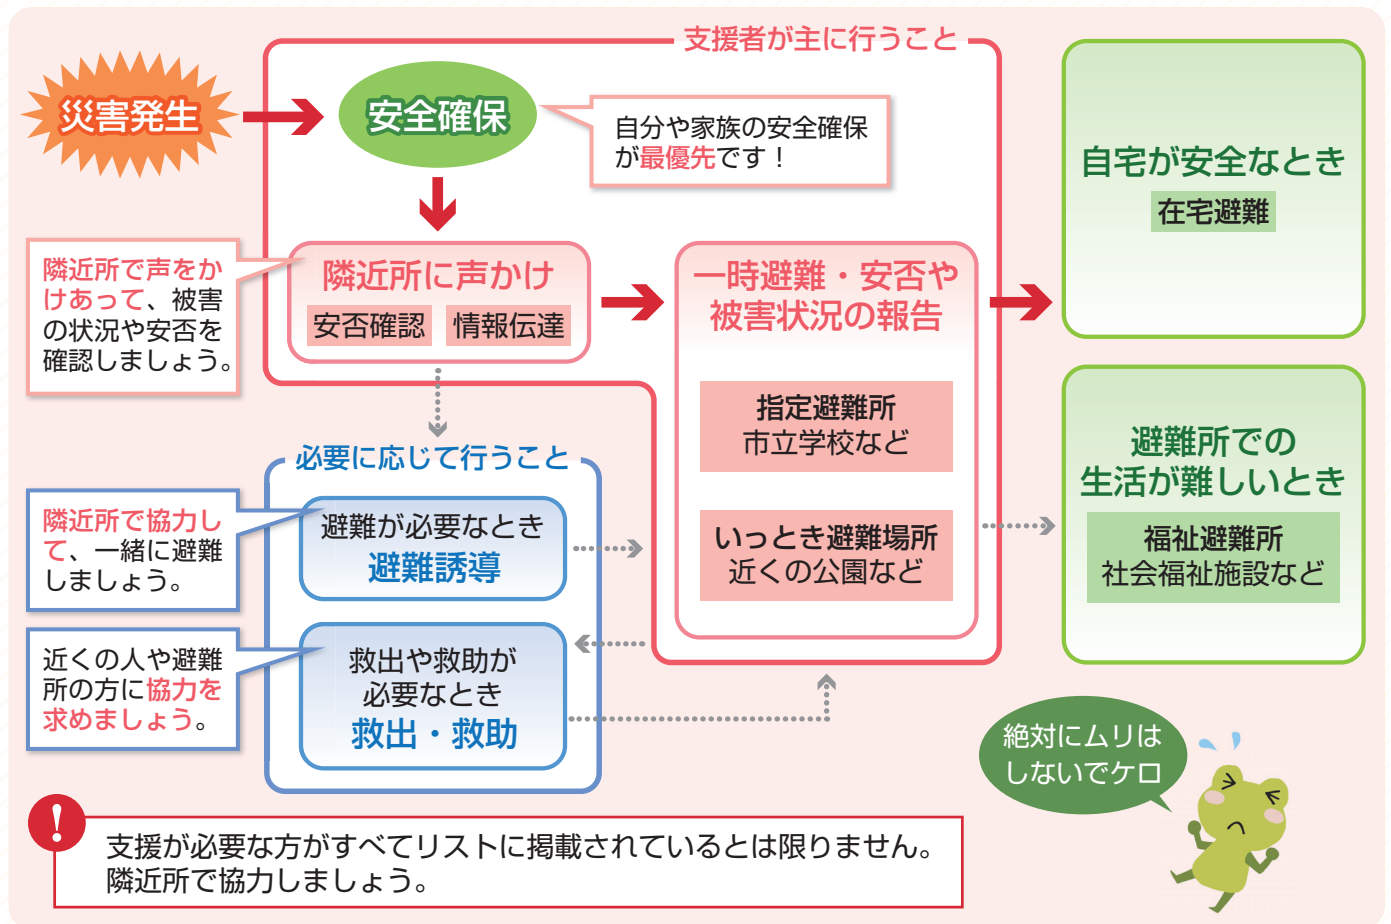 支援者が主に行うこと
災害発生
安全確保
自分や家族の安全確保
が最優先です！
隣近所で声をか
けあって、被害
の状況や安否を
確認しましょう。
隣近所に声かけ
安否確認
情報伝達
一時避難・安否や
被害状況の報告
指定避難所
市立学校など
いっとき避難場所
近くの公園など
自宅が安全なとき
在宅避難
避難所での
生活が難しいとき
福祉避難所
社会福祉施設など
必要に応じて行うこと
隣近所で協力し
て、一緒に避難
しましょう。
避難が必要なとき
避難誘導
近くの人や避難
所の方に協力を
求めましょう。
救出や救助が
必要なとき
救出・救助
絶対にムリは
しないでケロ
!
支援が必要な方がすべてリストに掲載されているとは限りません。
隣近所で協力しましょう。